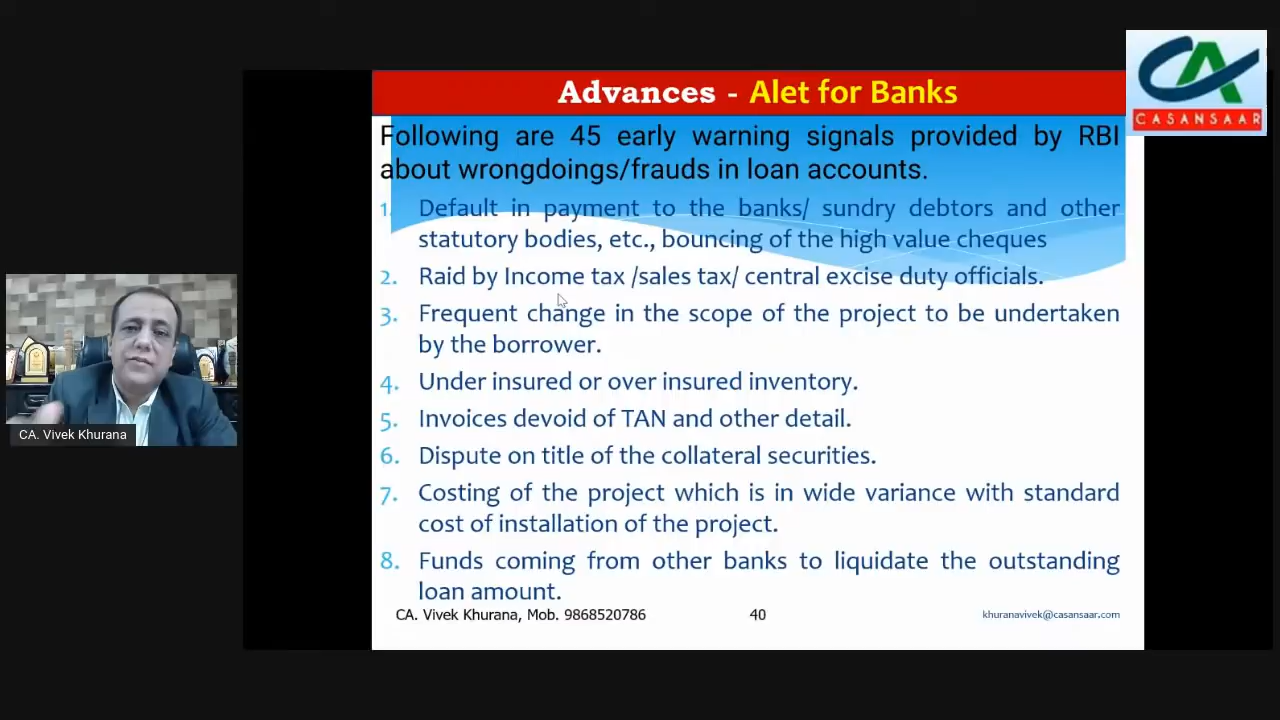 CA
CASANSAAR
Advances - Alet for Banks
Following are 45 early warning signals provided by RBI
about wrongdoings/frauds in loan accounts.
1. Default in payment to the banks/ sundry debtors and other
statutory bodies, etc., bouncing of the high value cheques
2. Raid by Income tax /sales tax/ central excise duty officials.
3. Frequent change in the scope of the project to be undertaken
by the borrower.
4. Under insured or over insured inventory.
5. Invoices devoid of TAN and other detail.
6. Dispute on title of the collateral securities.
7. Costing of the project which is in wide variance with standard
cost of installation of the project.
8. Funds coming from other banks to liquidate the outstanding
loan amount.
CA. Vivek Khurana, Mob. 9868520786 40 khuranavivek@casansaar.com
CA. Vivek Khurana